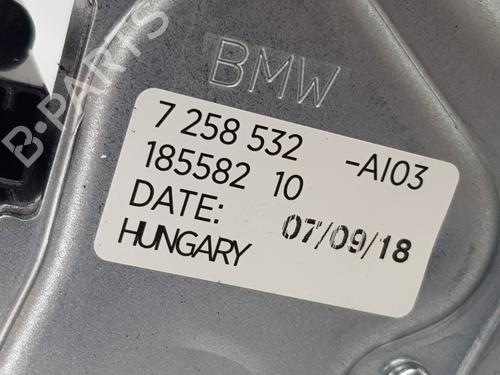 BMW
7 258 532 -AI03
185582 10
DATE: 07/09/18
HUNGARY
B-PARTS